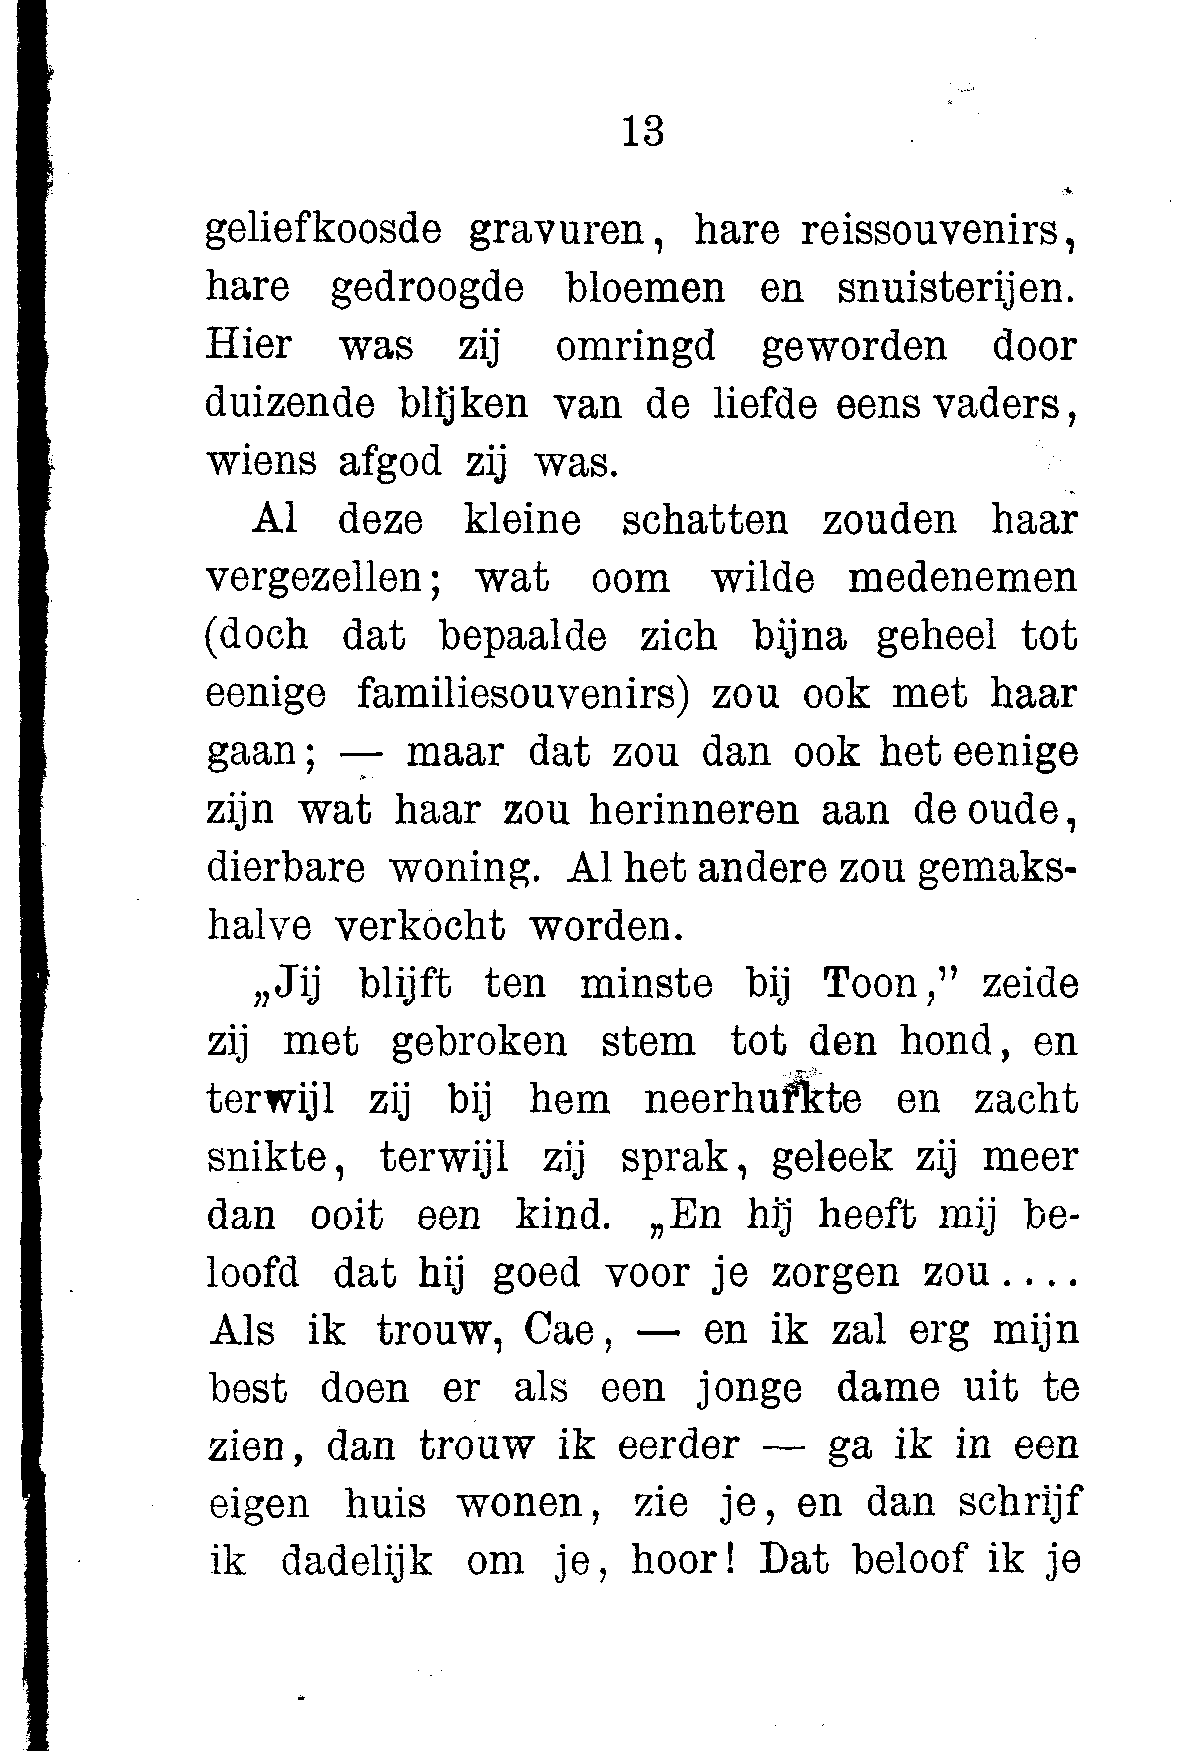 13
geliefkoosde gravuren, hare reissouvenirs,
hare gedroogde bloemen en snuisterijen.
Hier was zij omringd geworden door
duizende blijken van de liefde eens vaders,
wiens afgod zij was.
Al deze kleine schatten zouden haar
vergezellen; wat oom wilde medenemen
(doch dat bepaalde zich bijna geheel tot
eenige familiesouvenirs) zou ook met haar
gaan; — maar dat zou dan ook het eenige
zijn wat haar zou herinneren aan de oude,
dierbare woning. Al het andere zou gemaks-
halve verkocht worden.
„Jij blijft ten minste bij Toon,” zeide
zij met gebroken stem tot den hond, en
terwijl zij bij hem neerhurkte en zacht
snikte, terwijl zij sprak, geleek zij meer
dan ooit een kind. „En hij heeft mij be-
loofd dat hij goed voor je zorgen zou....
Als ik trouw, Cae, — en ik zal erg mijn
best doen er als een jonge dame uit te
zien, dan trouw ik eerder — ga ik in een
eigen huis wonen, zie je, en dan schrijf
ik dadelijk om je, hoor! Dat beloof ik je